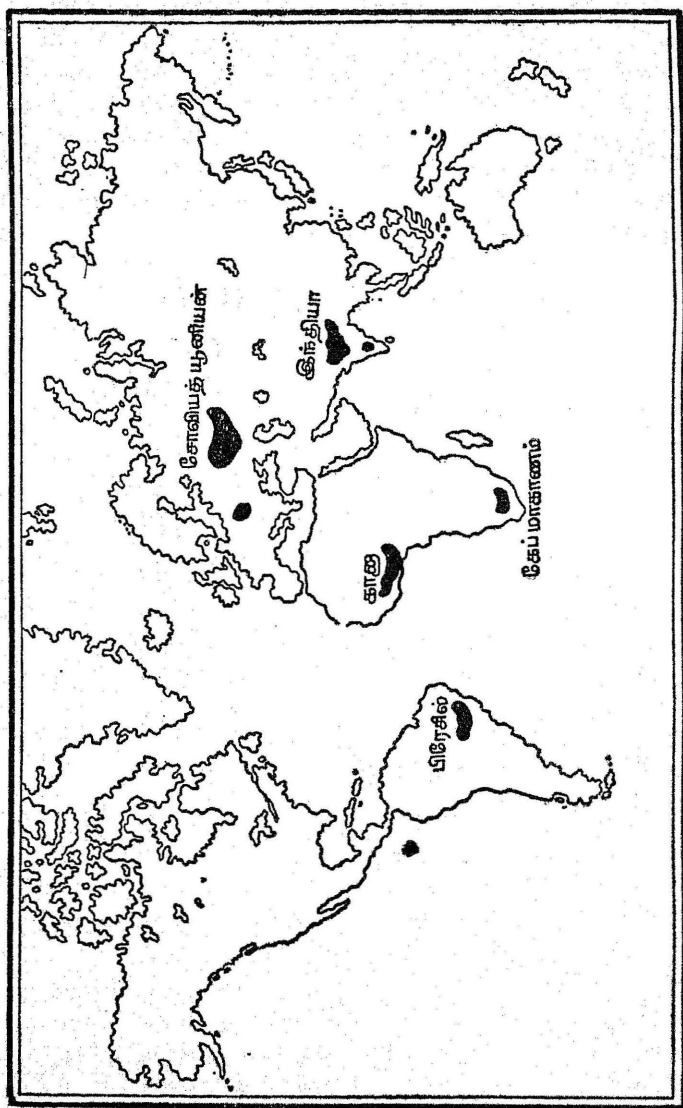 சோவியத் யூனியன்
இந்தியா
கானு
கேப் மாகாணம்
பிரேசில்